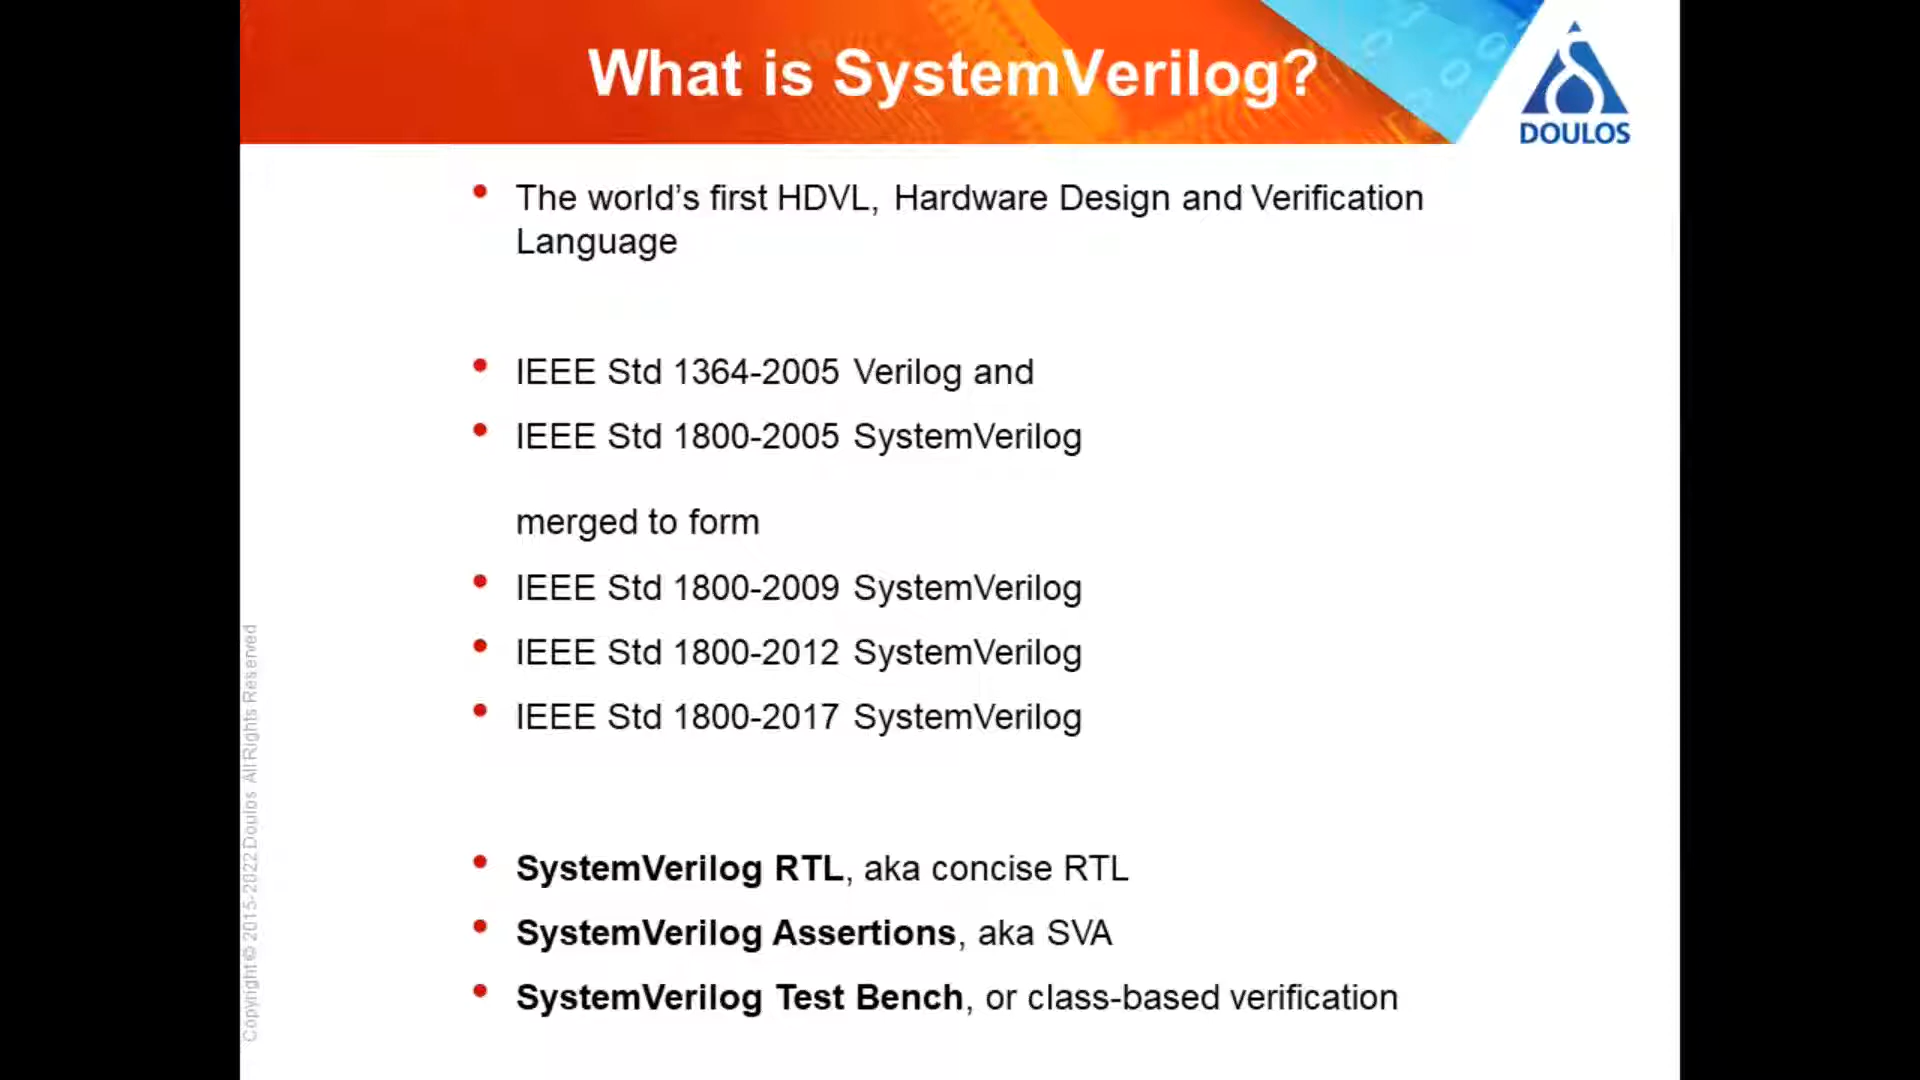 What is SystemVerilog?
DOULOS
• The world’s first HDVL, Hardware Design and Verification
Language
• IEEE Std 1364-2005 Verilog and
• IEEE Std 1800-2005 SystemVerilog
merged to form
• IEEE Std 1800-2009 SystemVerilog
• IEEE Std 1800-2012 SystemVerilog
• IEEE Std 1800-2017 SystemVerilog
• SystemVerilog RTL, aka concise RTL
• SystemVerilog Assertions, aka SVA
• SystemVerilog Test Bench, or class-based verification
Copyright © 2015-2022 Doulos All Rights Reserved